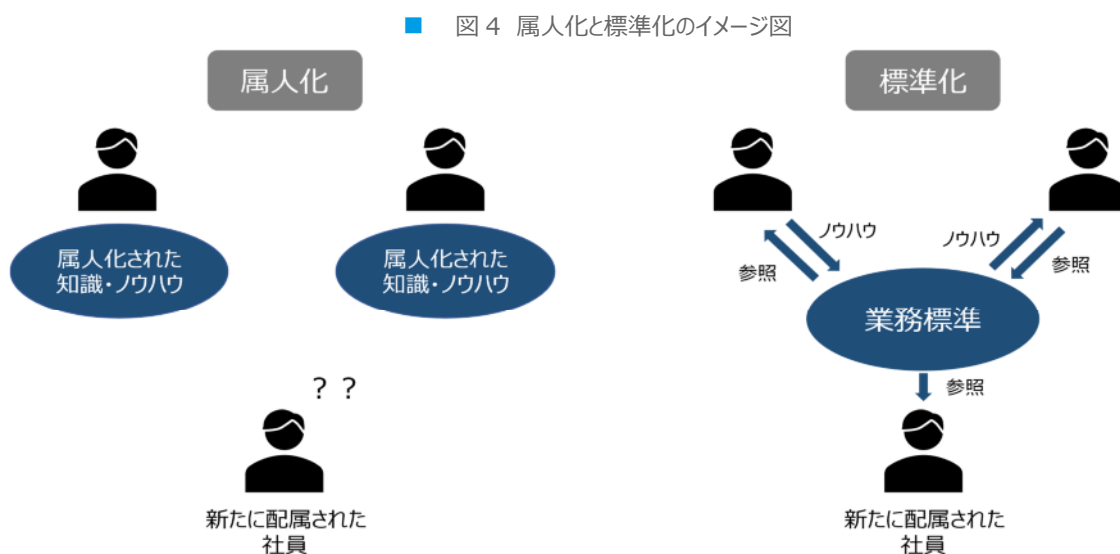 ■ 図 4 属人化と標準化のイメージ図
属人化
属人化された
知識・ノウハウ
属人化された
知識・ノウハウ
？？
新たに配属された
社員
標準化
ノウハウ
参照
ノウハウ
参照
業務標準
参照
新たに配属された
社員